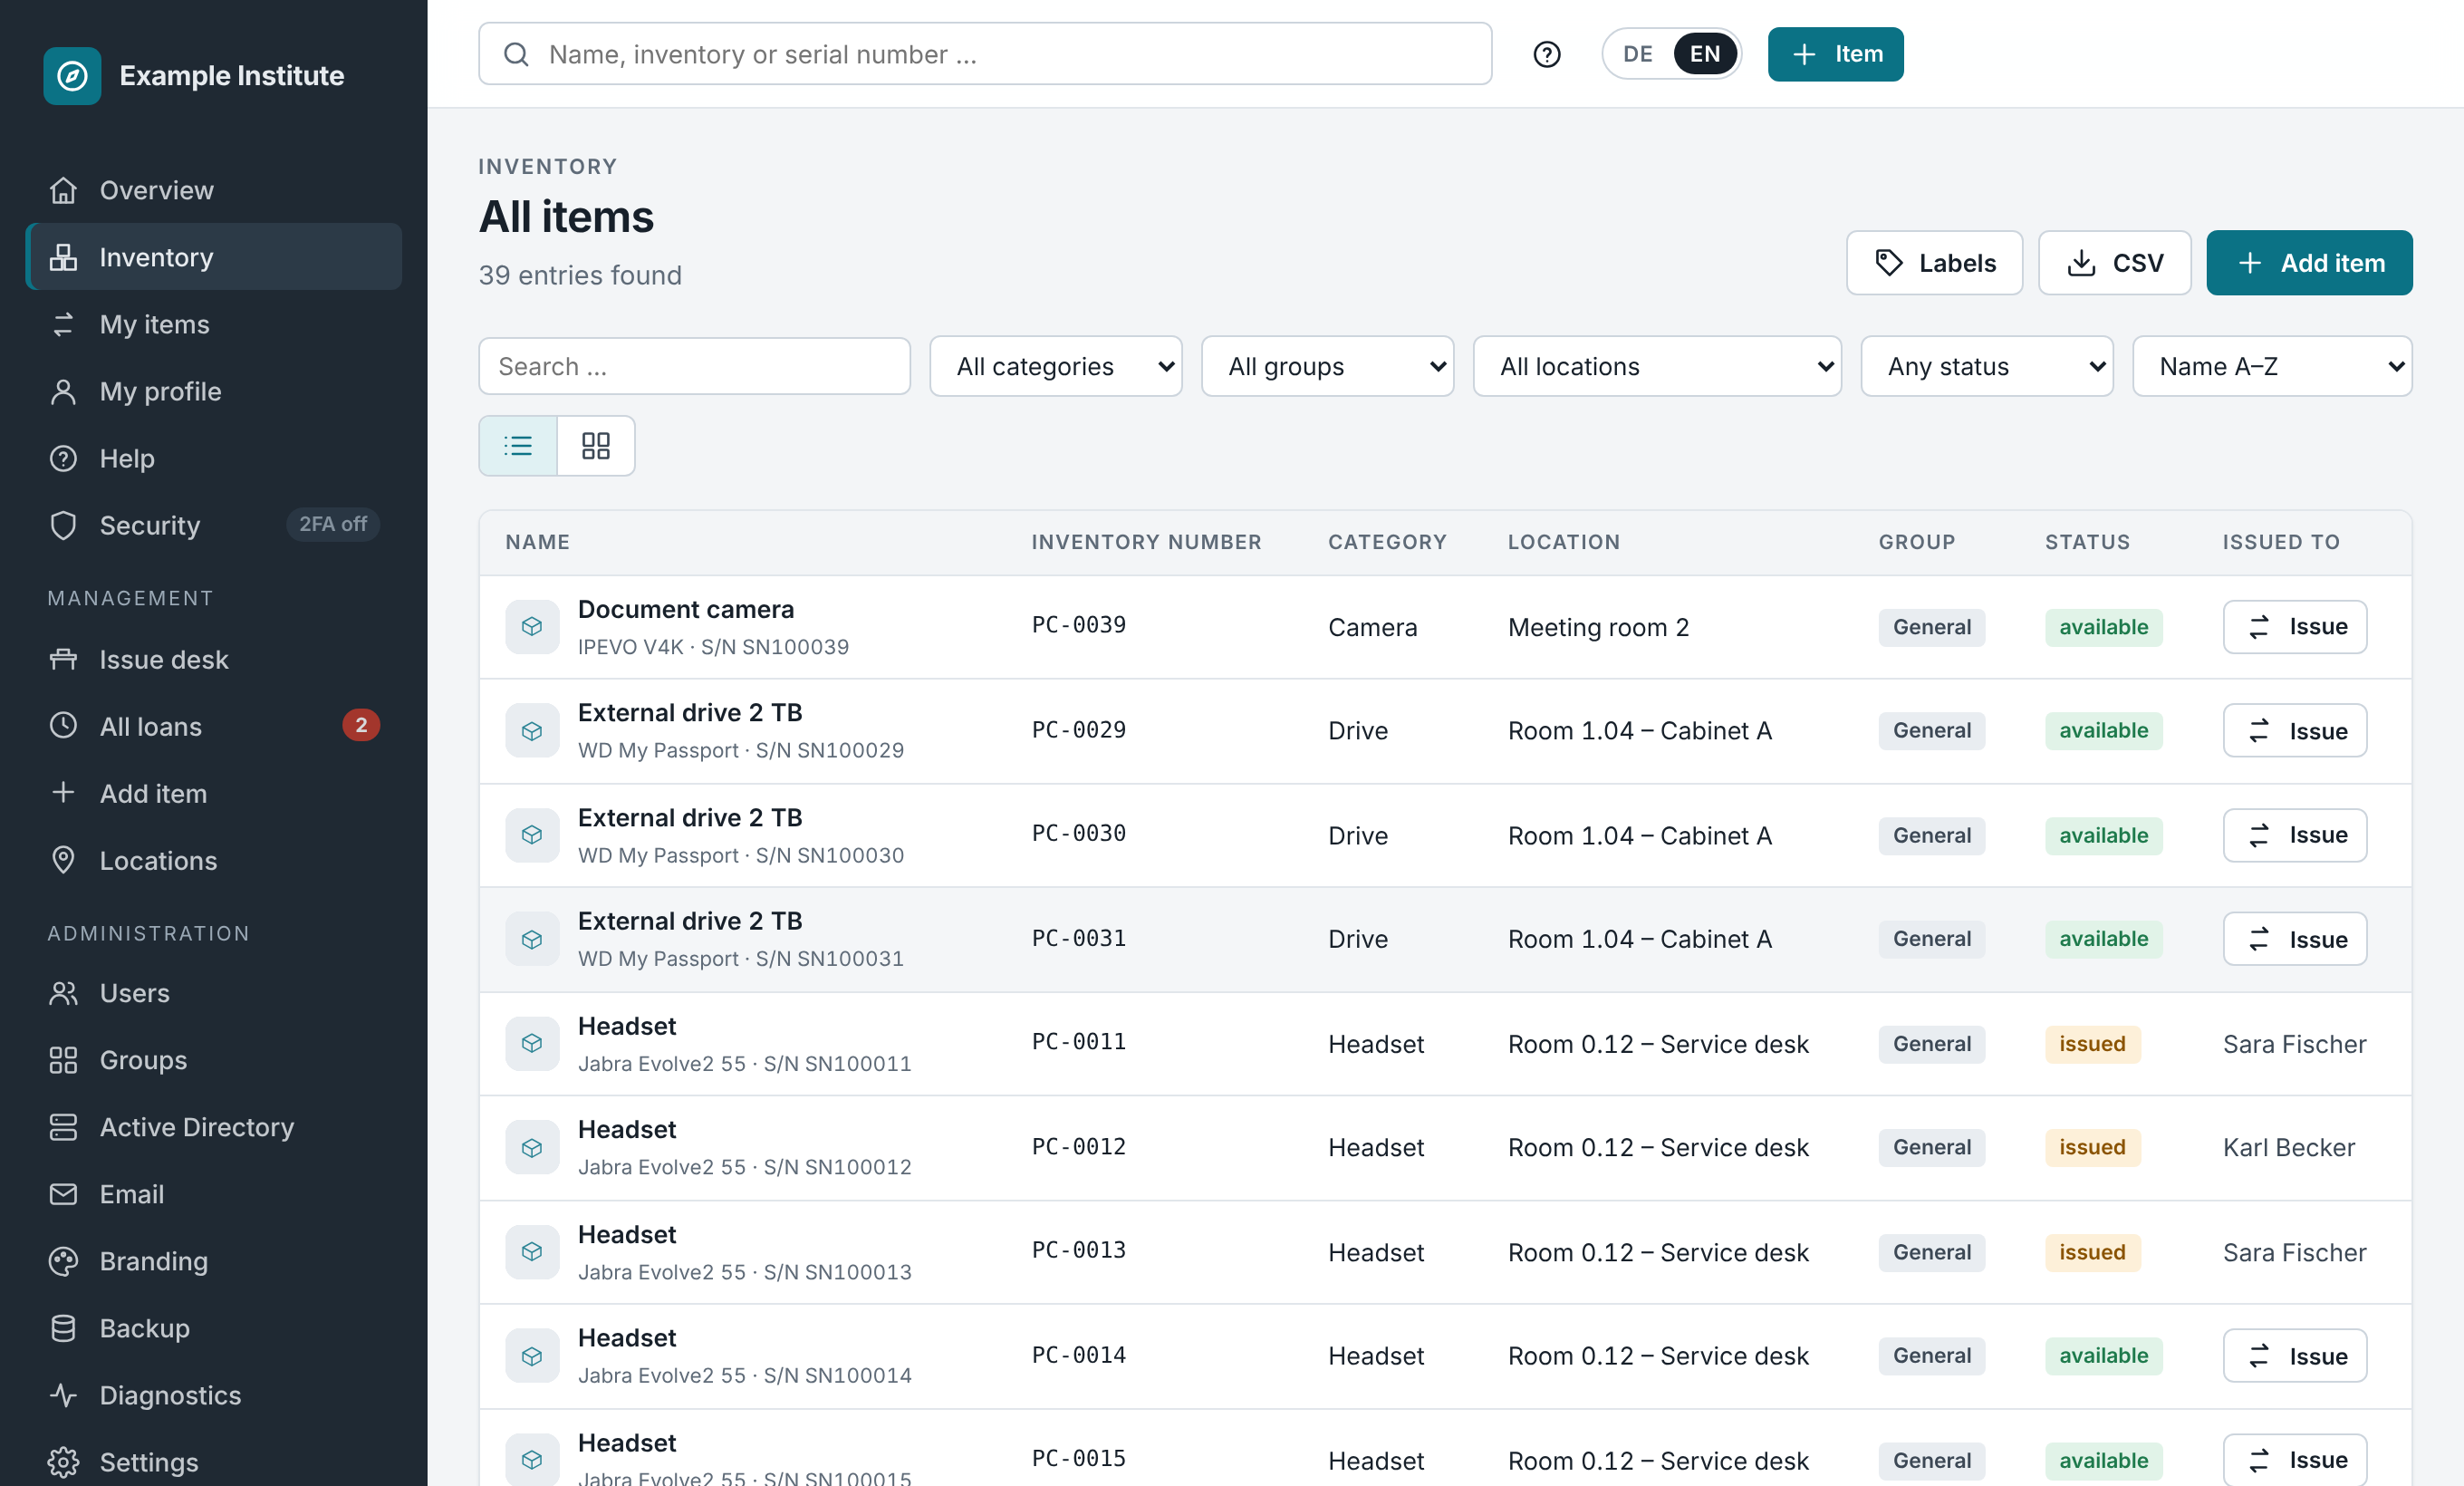 Example Institute
Overview
Inventory
My items
My profile
Help
Security 2FA off
MANAGEMENT
Issue desk
All loans 2
Add item
Locations
ADMINISTRATION
Users
Groups
Active Directory
Email
Branding
Backup
Diagnostics
Settings
Name, inventory or serial number ...
DE EN
Item
INVENTORY
All items
39 entries found
Labels
CSV
Add item
Search ...
All categories
All groups
All locations
Any status
Name A–Z
NAME INVENTORY NUMBER CATEGORY LOCATION GROUP STATUS ISSUED TO
Document camera
IPEVO V4K · S/N SN100039
PC-0039 Camera Meeting room 2 General available Issue
External drive 2 TB
WD My Passport · S/N SN100029
PC-0029 Drive Room 1.04 – Cabinet A General available Issue
External drive 2 TB
WD My Passport · S/N SN100030
PC-0030 Drive Room 1.04 – Cabinet A General available Issue
External drive 2 TB
WD My Passport · S/N SN100031
PC-0031 Drive Room 1.04 – Cabinet A General available Issue
Headset
Jabra Evolve2 55 · S/N SN100011
PC-0011 Headset Room 0.12 – Service desk General issued Sara Fischer
Headset
Jabra Evolve2 55 · S/N SN100012
PC-0012 Headset Room 0.12 – Service desk General issued Karl Becker
Headset
Jabra Evolve2 55 · S/N SN100013
PC-0013 Headset Room 0.12 – Service desk General issued Sara Fischer
Headset
Jabra Evolve2 55 · S/N SN100014
PC-0014 Headset Room 0.12 – Service desk General available Issue
Headset
Jabra Evolve2 55 · S/N SN100015
PC-0015 Headset Room 0.12 – Service desk General available Issue